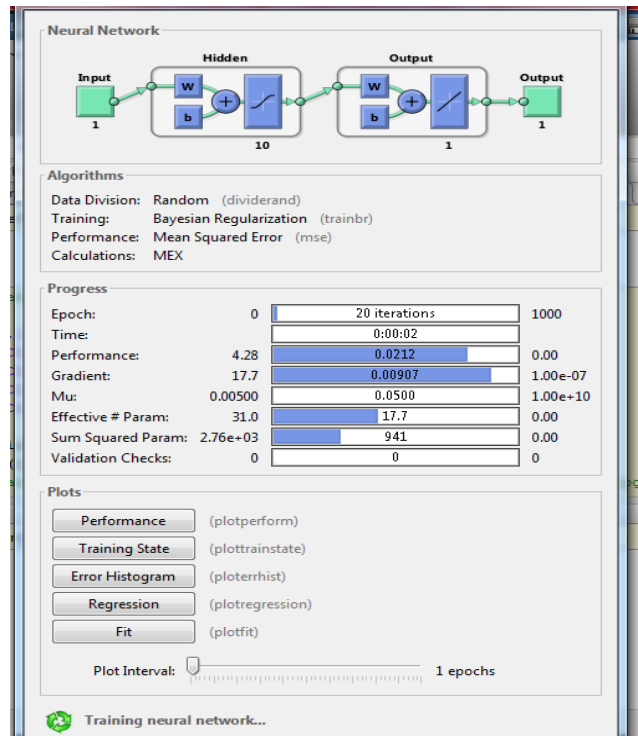 Neural Network
Hidden Output
Input Output
W W
b b
1 1
10 1
Algorithms
Data Division: Random (dividerand)
Training: Bayesian Regularization (trainbr)
Performance: Mean Squared Error (mse)
Calculations: MEX
Progress
Epoch: 0 20 iterations 1000
Time: 0:00:02
Performance: 4.28 0.0212 0.00
Gradient: 17.7 0.00907 1.00e-07
Mu: 0.00500 0.0500 1.00e+10
Effective # Param: 31.0 17.7 0.00
Sum Squared Param: 2.76e+03 941 0.00
Validation Checks: 0 0 0
Plots
Performance (plotperform)
Training State (plottrainstate)
Error Histogram (ploterrhist)
Regression (plotregression)
Fit (plotfit)
Plot Interval: 1 epochs
Training neural network...